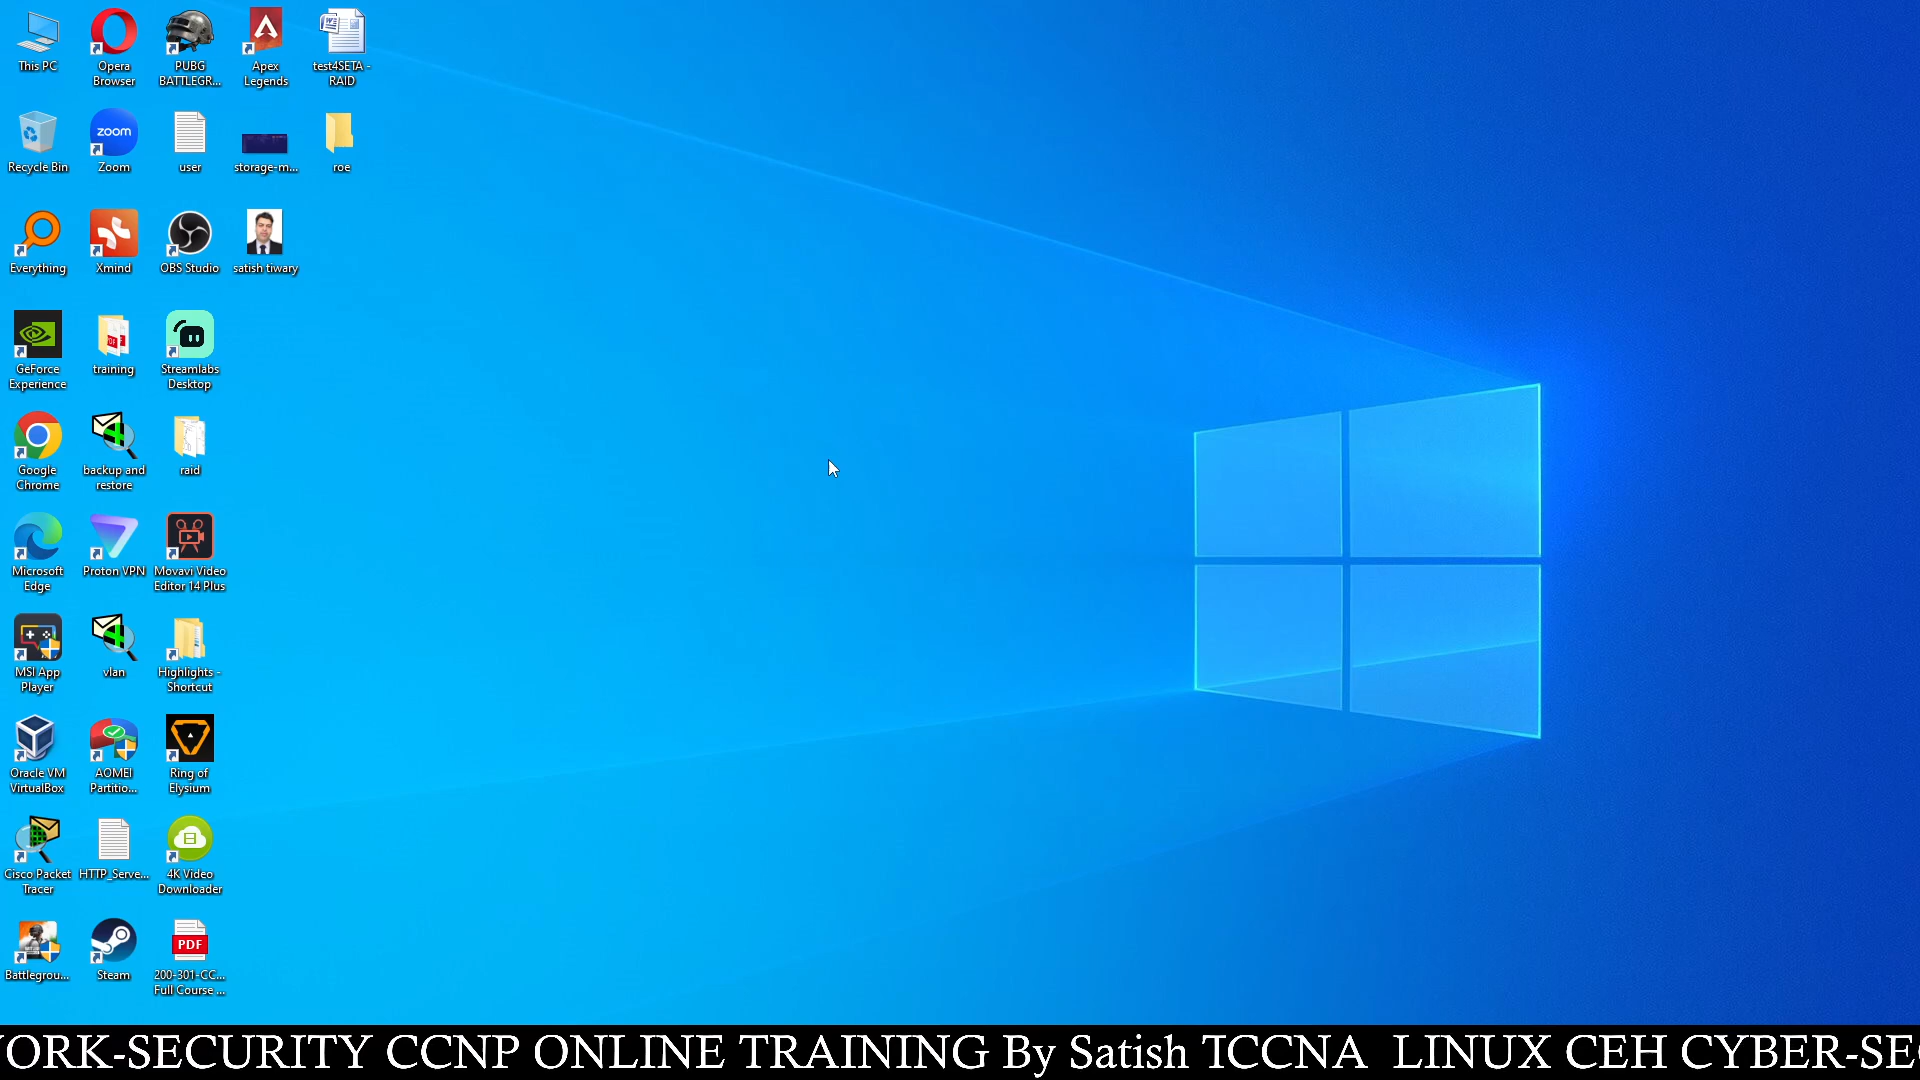 This PC
Opera
Browser
PUBG
BATTLEGR...
Apex
Legends
test4SETA -
RAID
Recycle Bin
zoom
Zoom
user
storage-m...
roe
Everything
Xmind
OBS Studio
satish tiwary
GeForce
Experience
PDF
training
Streamlabs
Desktop
Google
Chrome
backup and
restore
raid
Microsoft
Edge
Proton VPN
Movavi Video
Editor 14 Plus
MSI App
Player
vlan
Highlights -
Shortcut
Oracle VM
VirtualBox
AOMEI
Partitio...
Ring of
Elysium
Cisco Packet
Tracer
HTTP_Serve...
4K Video
Downloader
Battlegrou...
Steam
PDF
200-301-CC...
Full Course ...
ORK-SECURITY CCNP ONLINE TRAINING By Satish TCCNA LINUX CEH CYBER-SE